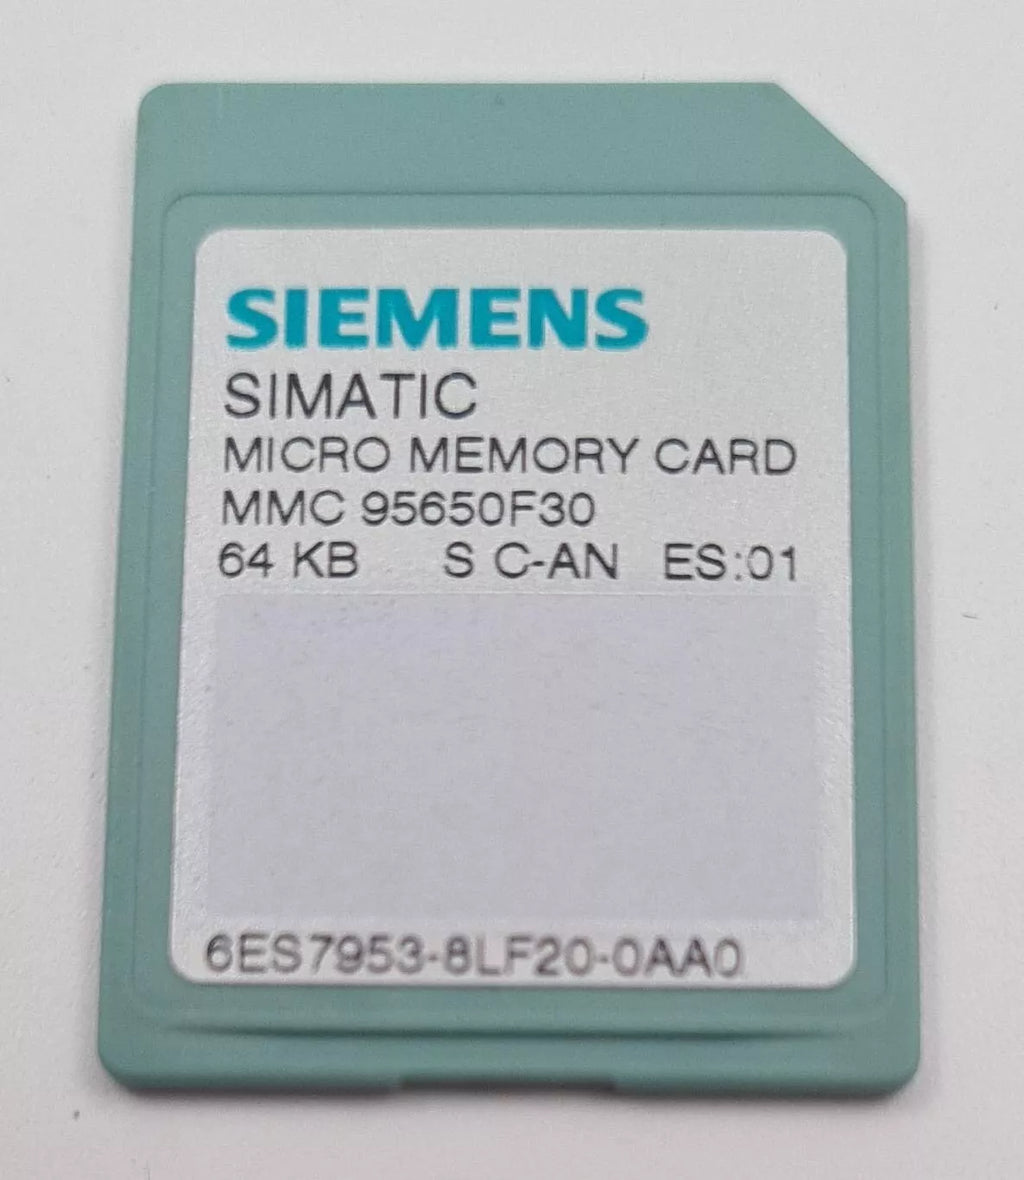 SIEMENS
SIMATIC
MICRO MEMORY CARD
MMC 95650F30
64 KB S C-AN ES:01
6ES7953-8LF20-0AA0